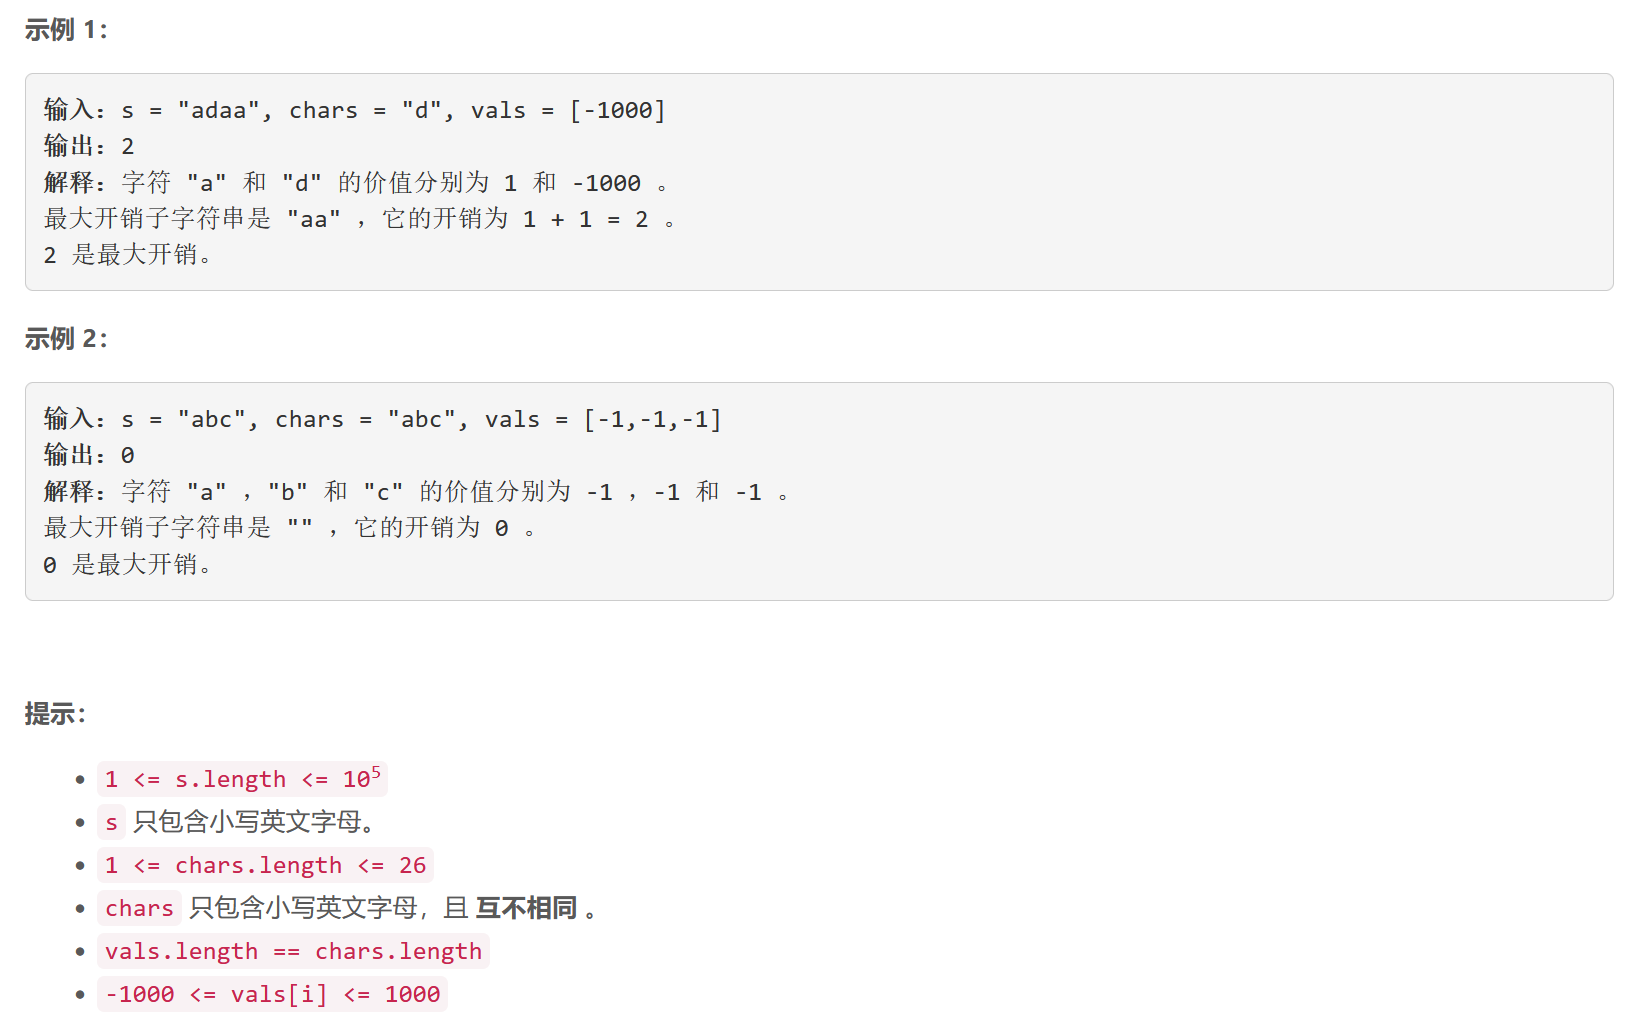 示例 1：
输入：s = "adaa", chars = "d", vals = [-1000]
输出：2
解释：字符 "a" 和 "d" 的价值分别为 1 和 -1000 。
最大开销子字符串是 "aa" ，它的开销为 1 + 1 = 2 。
2 是最大开销。
示例 2：
输入：s = "abc", chars = "abc", vals = [-1,-1,-1]
输出：0
解释：字符 "a" ，"b" 和 "c" 的价值分别为 -1 ，-1 和 -1 。
最大开销子字符串是 "" ，它的开销为 0 。
0 是最大开销。
提示：
• 1 <= s.length <= 10⁵
• s 只包含小写英文字母。
• 1 <= chars.length <= 26
• chars 只包含小写英文字母，且 互不相同 。
• vals.length == chars.length
• -1000 <= vals[i] <= 1000